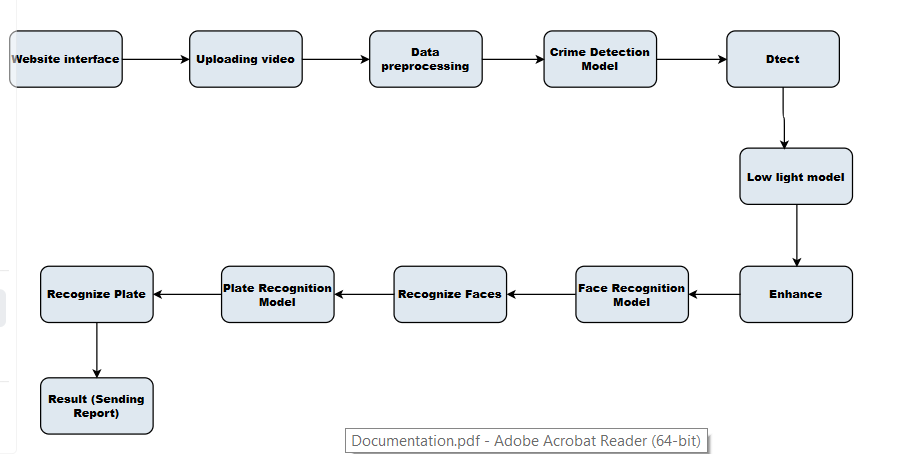 Website interface
Uploading video
Data
preprocessing
Crime Detection
Model
Dtect
Low light model
Enhance
Face Recognition
Model
Recognize Faces
Plate Recognition
Model
Recognize Plate
Result (Sending
Report)
Documentation.pdf - Adobe Acrobat Reader (64-bit)